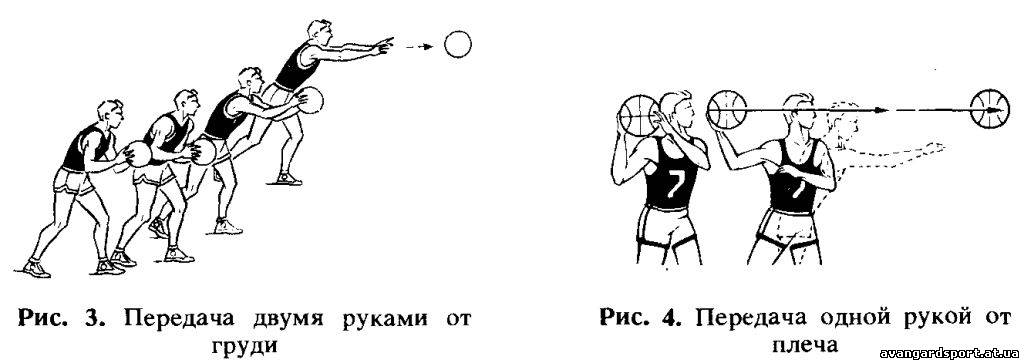 7
7
Рис. 3. Передача двумя руками от
груди
Рис. 4. Передача одной рукой от
плеча
avangardsport.at.ua